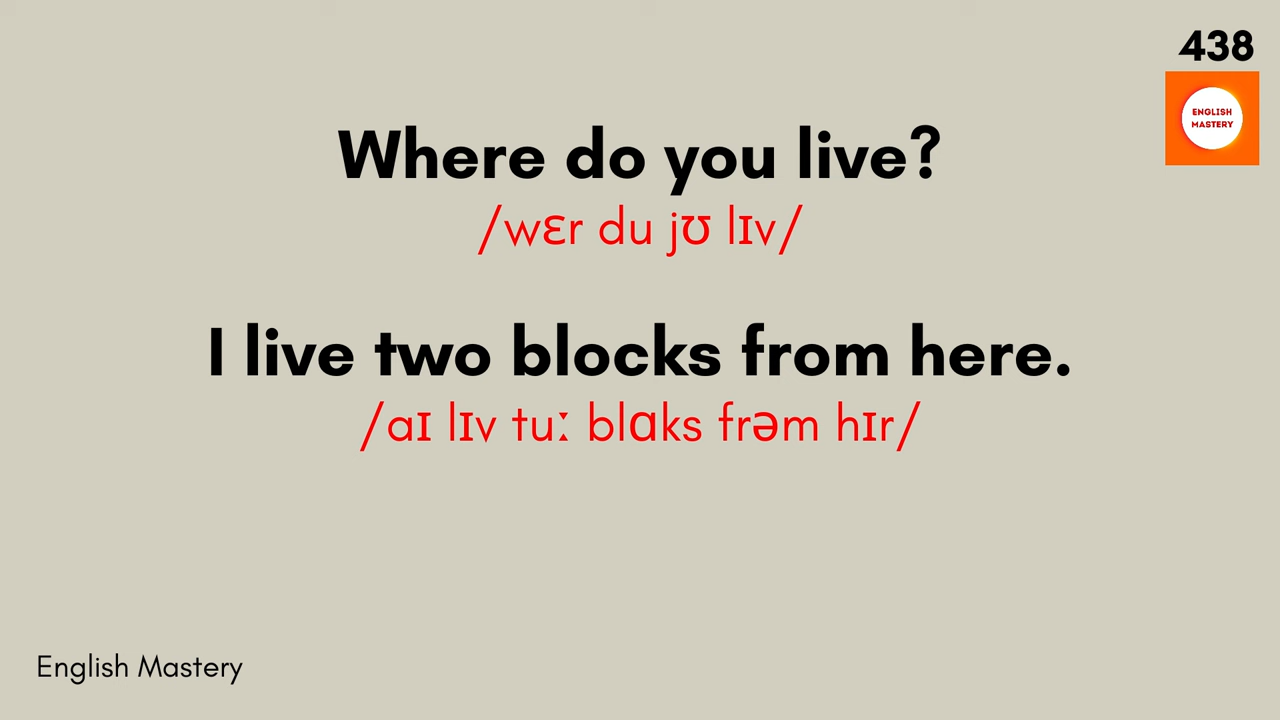 438
ENGLISH
MASTERY
Where do you live?
/wɛr du jʊ lɪv/
I live two blocks from here.
/aɪ lɪv tuː blɑks frəm hɪr/
English Mastery